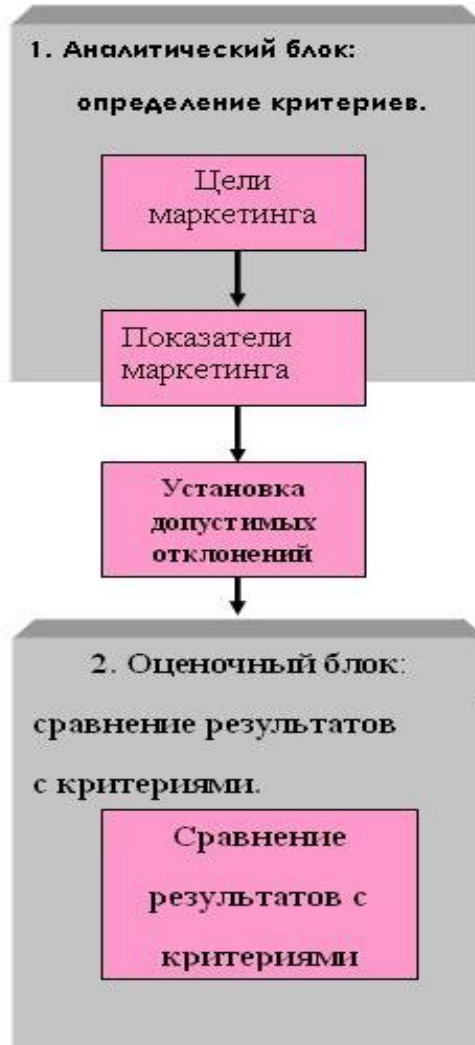 1. Аналитический блок:
определение критериев.
Цели
маркетинга
Показатели
маркетинга
Установка
допустимых
отклонений
2. Оценочный блок:
сравнение результатов
с критериями.
Сравнение
результатов с
критериями